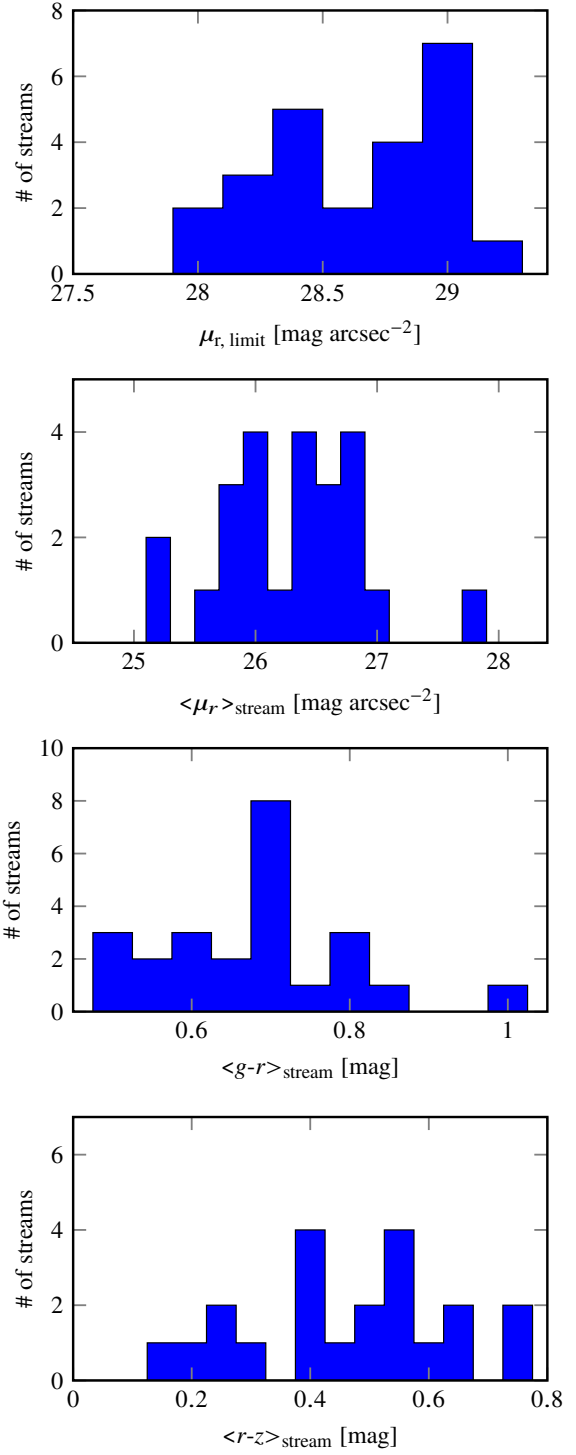 8
6
4
2
0
# of streams
27.5 28 28.5 29
μr, limit [mag arcsec−2]
4
2
0
# of streams
25 26 27 28
<μr>stream [mag arcsec−2]
10
8
6
4
2
0
# of streams
0.6 0.8 1
<g-r>stream [mag]
6
4
2
0
# of streams
0 0.2 0.4 0.6 0.8
<r-z>stream [mag]